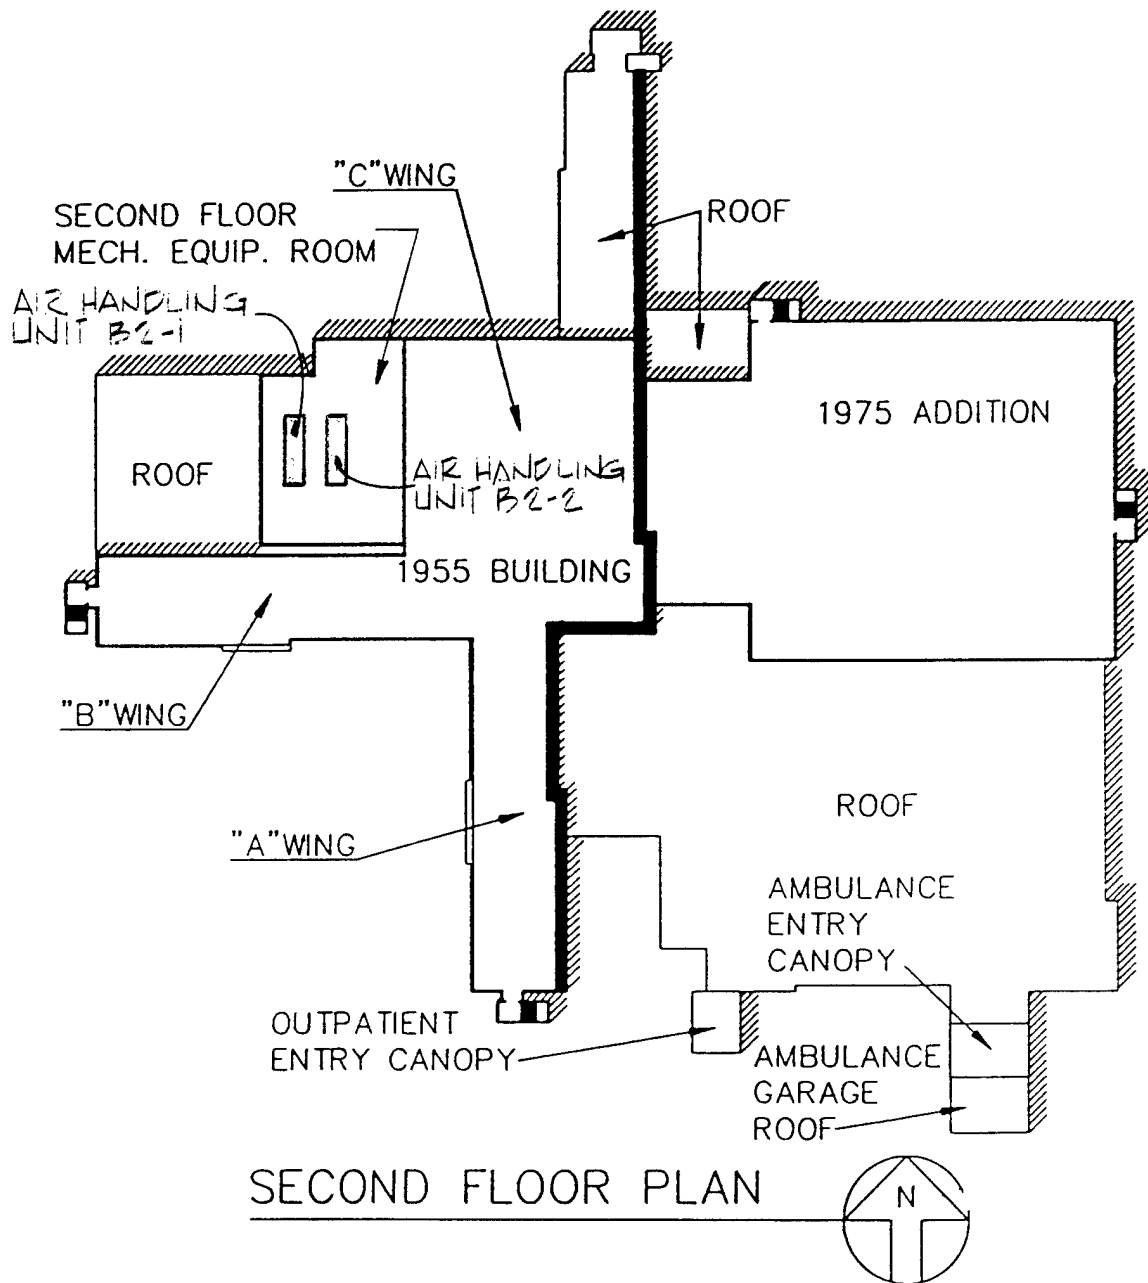 "C" WING
ROOF
SECOND FLOOR
MECH. EQUIP. ROOM
AIR HANDLING
UNIT B2-1
1975 ADDITION
ROOF
AIR HANDLING
UNIT B2-2
1955 BUILDING
"B" WING
ROOF
"A" WING
AMBULANCE
ENTRY
CANOPY
OUTPATIENT
ENTRY CANOPY
AMBULANCE
GARAGE
ROOF
SECOND FLOOR PLAN
N